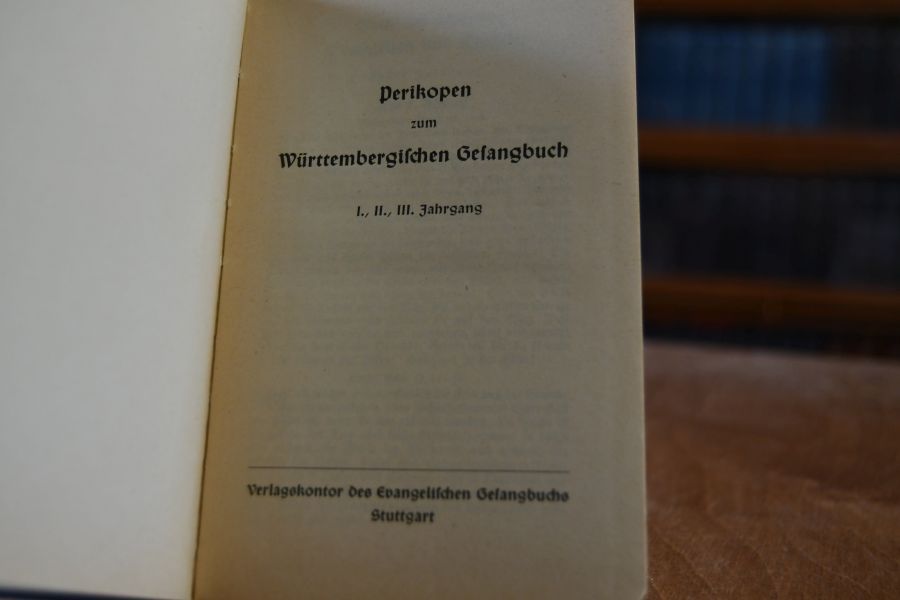 Perikopen
zum
Württembergiſchen Geſangbuch
I., II., III. Jahrgang
Verlagskontor des Evangeliſchen Geſangbuchs
Stuttgart